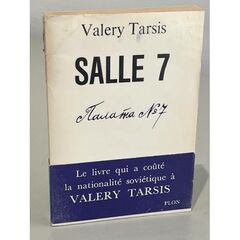 Valery Tarsis
SALLE 7
Палата №7
Le livre qui a coûté
la nationalité soviétique à
VALERY TARSIS
PLON